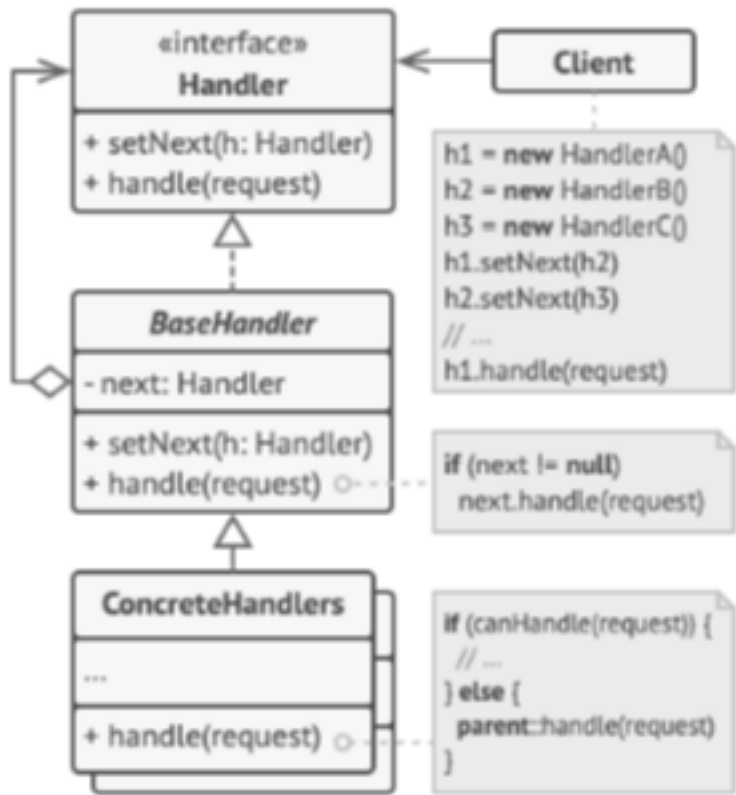 «interface»
Handler
+ setNext(h: Handler)
+ handle(request)
Client
h1 = new HandlerA()
h2 = new HandlerB()
h3 = new HandlerC()
h1.setNext(h2)
h2.setNext(h3)
// ...
h1.handle(request)
BaseHandler
- next: Handler
+ setNext(h: Handler)
+ handle(request)
if (next != null)
next.handle(request)
ConcreteHandlers
...
+ handle(request)
if (canHandle(request)) {
// ...
} else {
parent::handle(request)
}